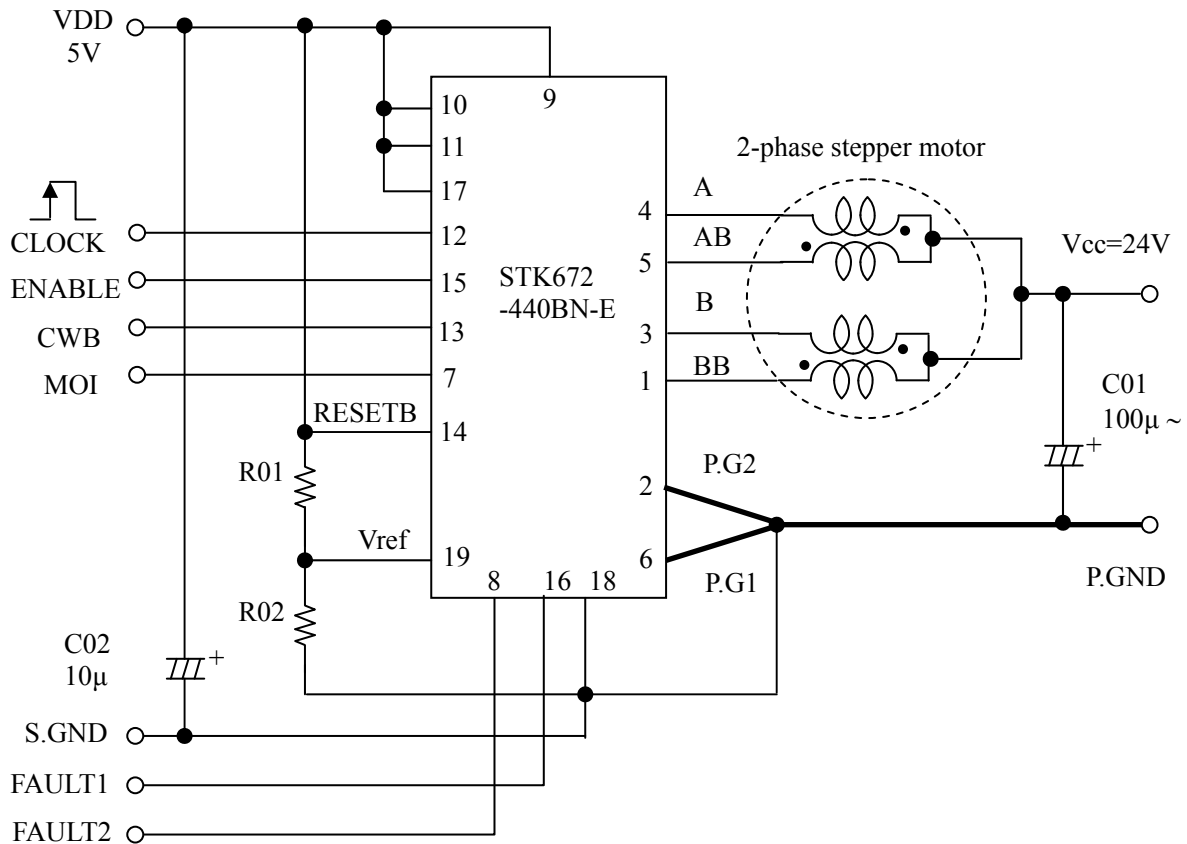 VDD
5V
9
10
11
17
2-phase stepper motor
A
4
CLOCK
12
AB
Vcc=24V
5
ENABLE
15
STK672
-440BN-E
B
CWB
13
3
MOI
7
BB
1
C01
100µ ~
+
RESETB
14
R01
P.G2
2
Vref
19
6
P.G1
P.GND
8
16
18
R02
C02
10µ
+
S.GND
FAULT1
FAULT2